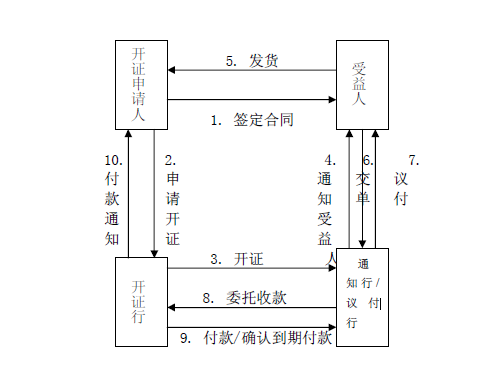 开证申请人
5. 发货
受益人
1. 签定合同
10. 付款通知
2. 申请开证
4. 通知受益人
6. 交单
7. 议付
3. 开证
开证行
8. 委托收款
9. 付款/确认到期付款
通
知行/
议 付
行